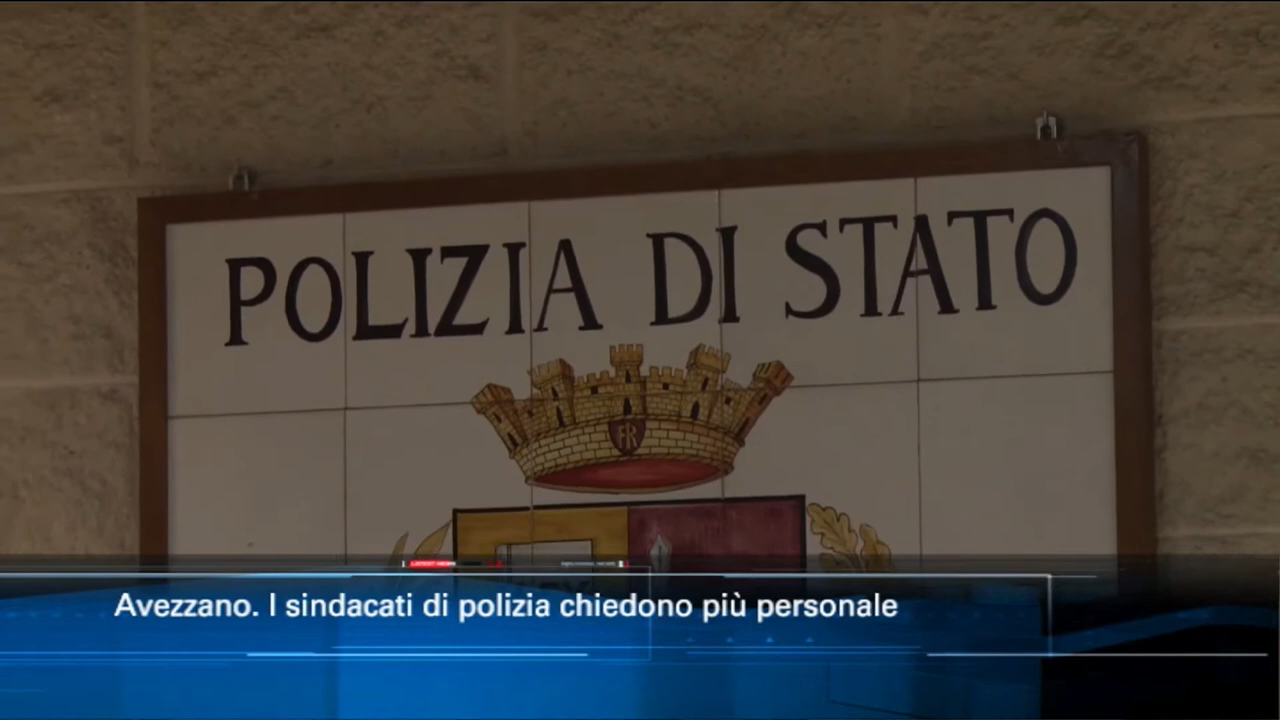 POLIZIA DI STATO
FR
Avezzano. I sindacati di polizia chiedono più personale